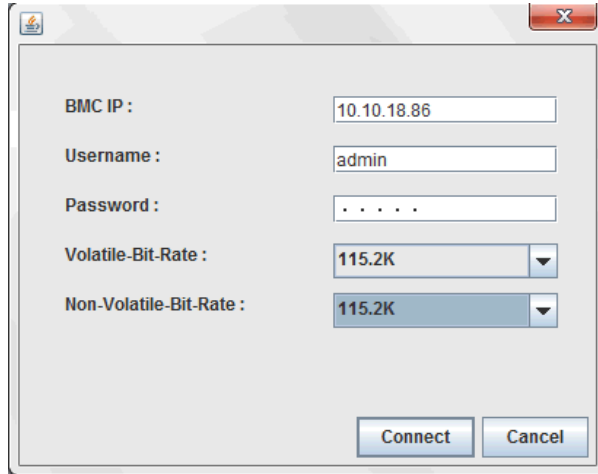 BMC IP : 10.10.18.86
Username : admin
Password : . . . . .
Volatile-Bit-Rate : 115.2K
Non-Volatile-Bit-Rate : 115.2K
Connect Cancel